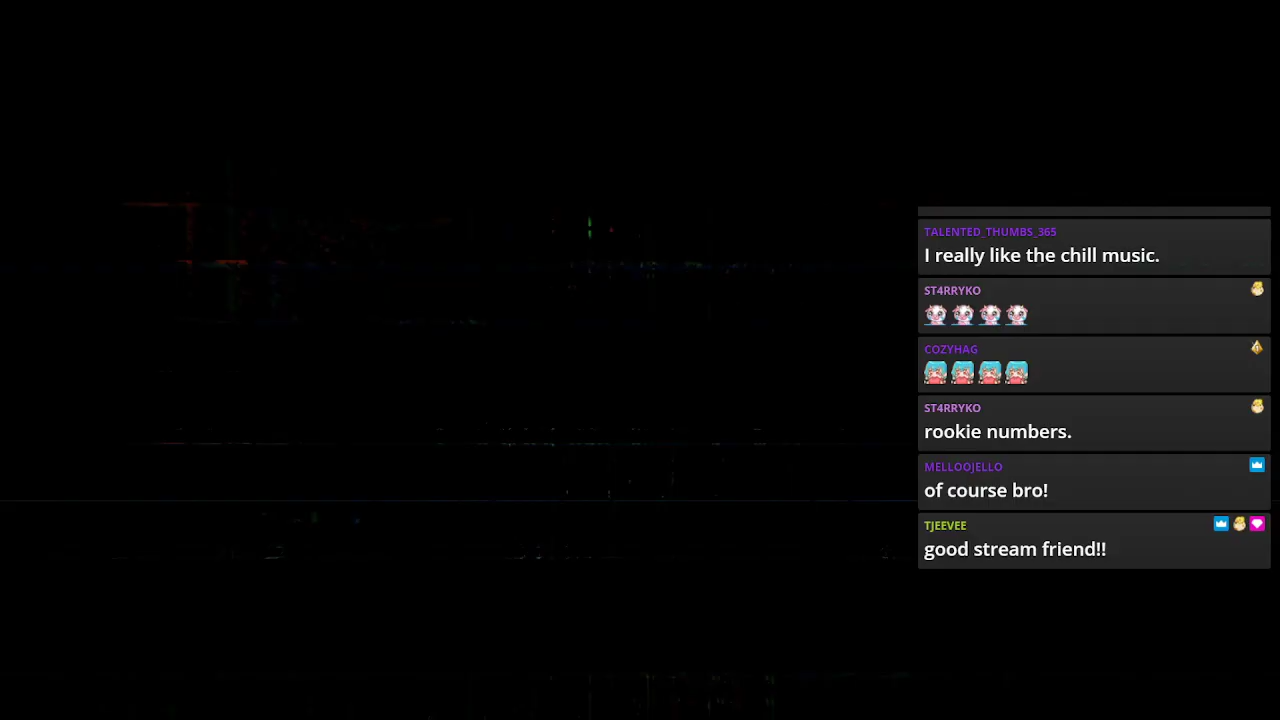 TALENTED_THUMBS_365
I really like the chill music.
ST4RRYKO
COZYHAG
ST4RRYKO
rookie numbers.
MELLOOJELLO
of course bro!
TJEEVEE
good stream friend!!